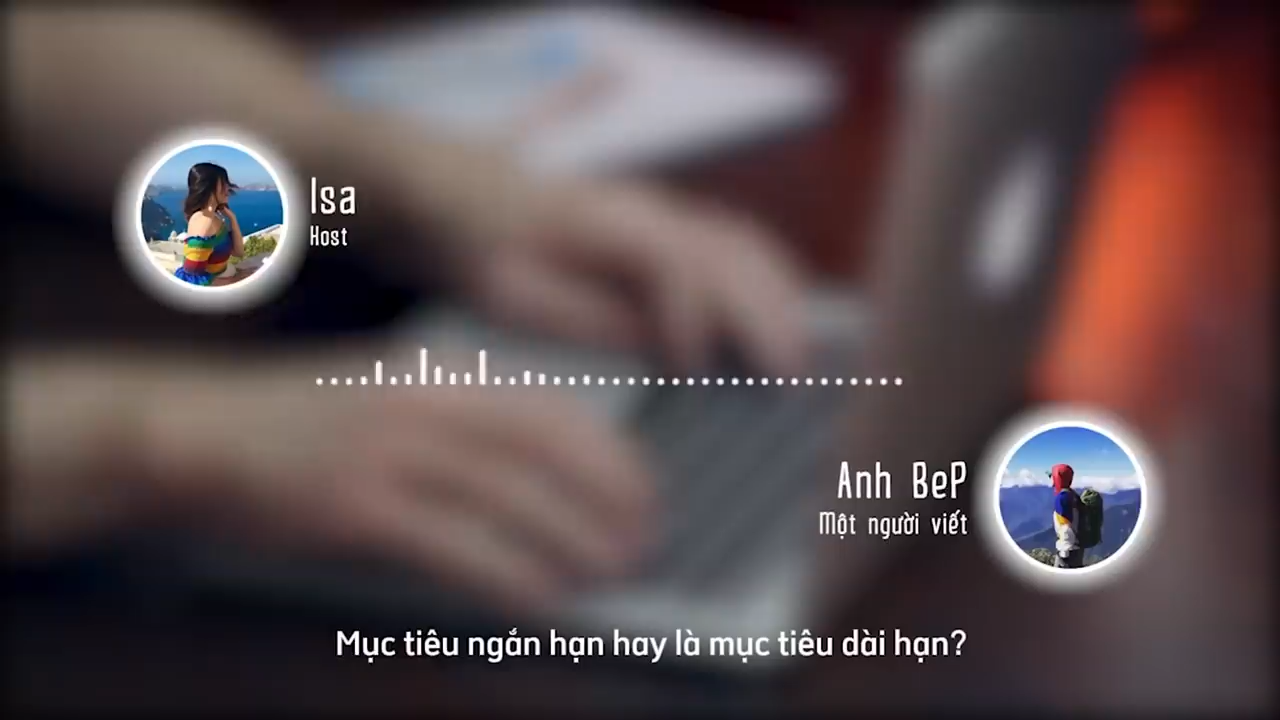 Isa
Host
Anh BeP
Một người viết
Mục tiêu ngắn hạn hay là mục tiêu dài hạn?